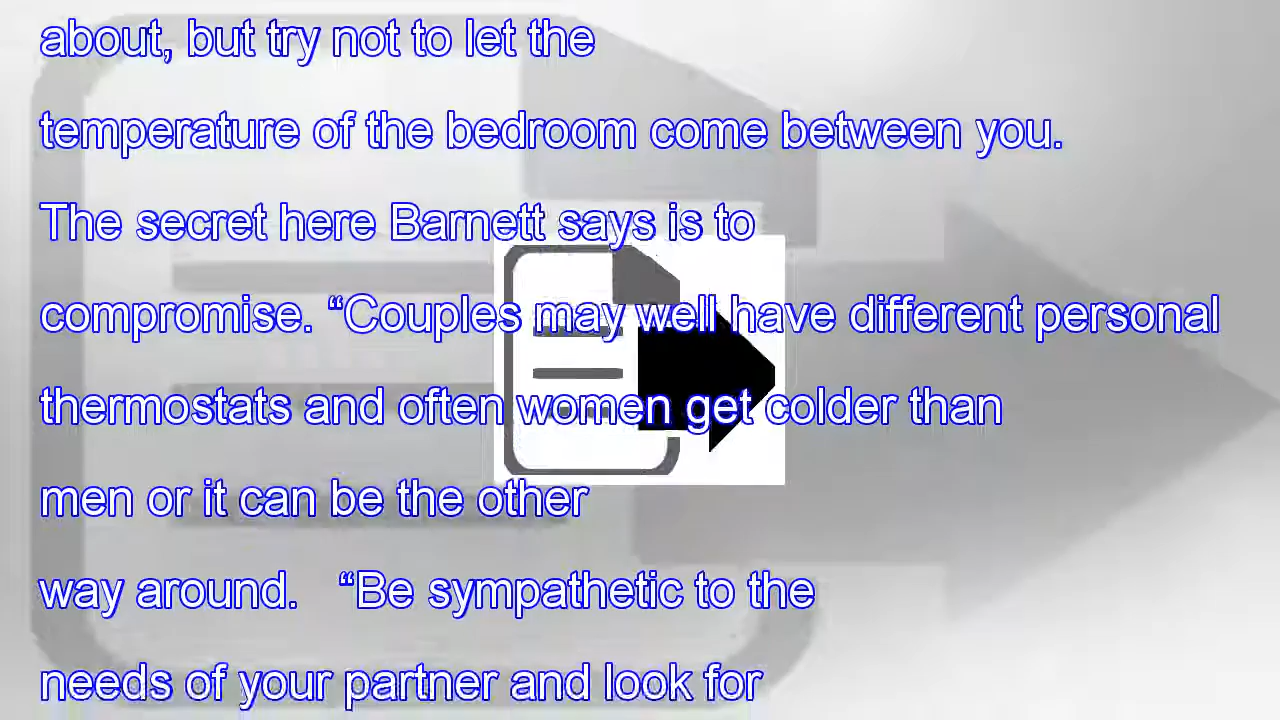 about, but try not to let the
temperature of the bedroom come between you.
The secret here Barnett says is to
compromise. “Couples may well have different personal
thermostats and often women get colder than
men or it can be the other
way around.   “Be sympathetic to the
needs of your partner and look for